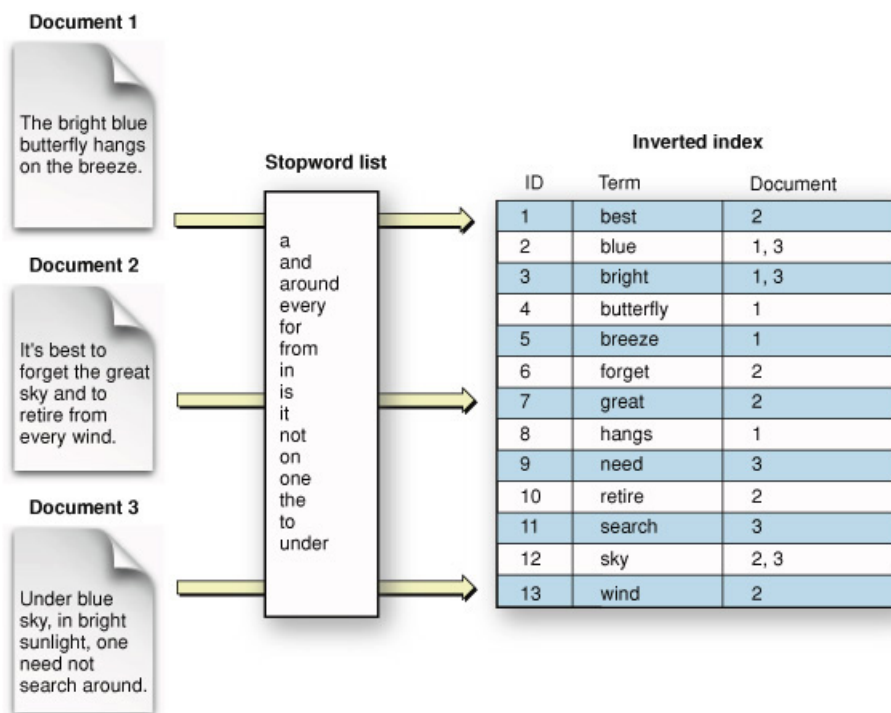 Document 1
The bright blue
butterfly hangs
on the breeze.
Document 2
It's best to
forget the great
sky and to
retire from
every wind.
Document 3
Under blue
sky, in bright
sunlight, one
need not
search around.
Stopword list
a
and
around
every
for
from
in
is
it
not
on
one
the
to
under
Inverted index
ID Term Document
1 best 2
2 blue 1, 3
3 bright 1, 3
4 butterfly 1
5 breeze 1
6 forget 2
7 great 2
8 hangs 1
9 need 3
10 retire 2
11 search 3
12 sky 2, 3
13 wind 2